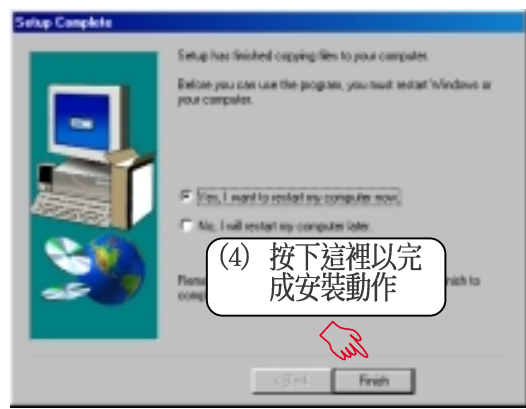 Setup Complete
Setup has finished copying files to your computer.
Before you can use the program, you must restart Windows or
your computer.
Yes, I want to restart my computer now.
No, I will restart my computer later.
(4) 按下這裡以完
成安裝動作
Finish